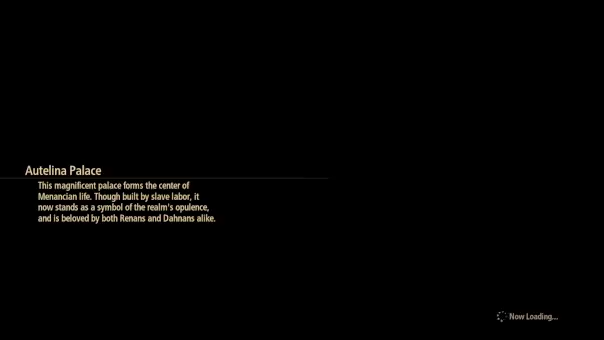 Autelina Palace
This magnificent palace forms the center of
Menancian life. Though built by slave labor, it
now stands as a symbol of the realm's opulence,
and is beloved by both Renans and Dahnans alike.
Now Loading...